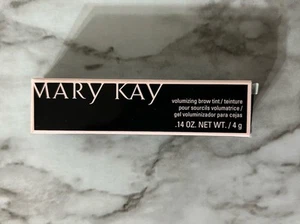 MARY KAY
volumizing brow tint / teinture
pour sourcils volumatrice /
gel voluminizador para cejas
.14 OZ. NET WT. / 4 g